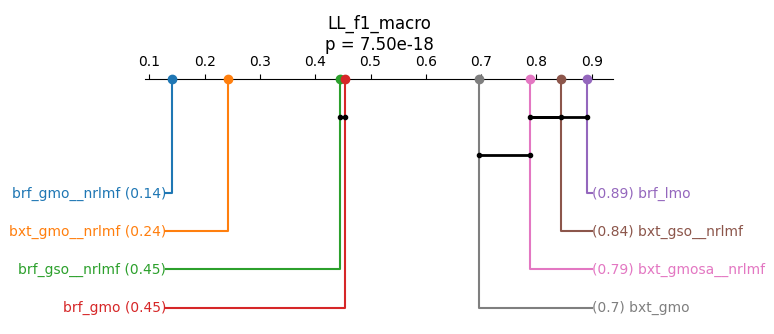 LL_f1_macro
p = 7.50e-18
0.1 0.2 0.3 0.4 0.5 0.6 0.7 0.8 0.9
brf_gmo__nrlmf (0.14) (0.89) brf_lmo
bxt_gmo__nrlmf (0.24) (0.84) bxt_gso__nrlmf
brf_gso__nrlmf (0.45) (0.79) bxt_gmosa__nrlmf
brf_gmo (0.45) (0.7) bxt_gmo